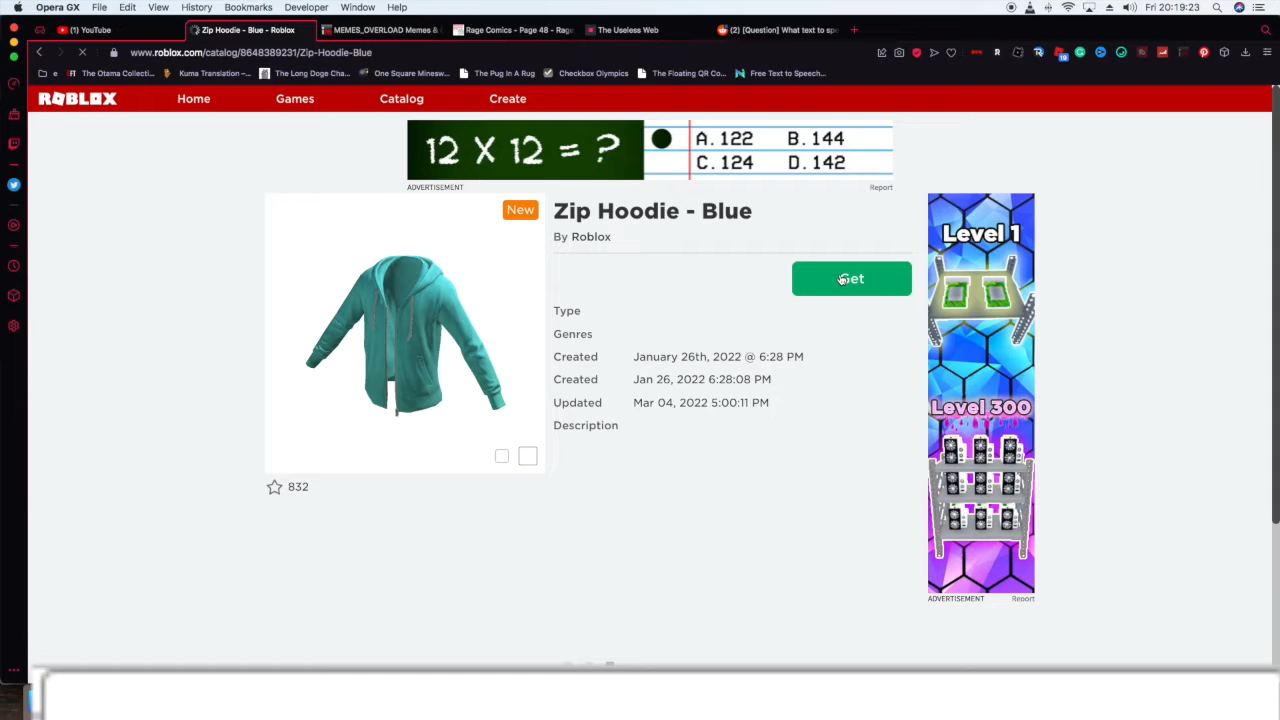 Opera GX File Edit View History Bookmarks Developer Window Help Fri 20:19:23
(1) YouTube Zip Hoodie - Blue - Roblox MEMES_OVERLOAD Memes & Rage Comics - Page 48 - Rage The Useless Web (2) [Question] What text to spe
www.roblox.com/catalog/8648389231/Zip-Hoodie-Blue
e The Otama Collecti... Kuma Translation –... The Long Doge Cha... One Square Minesw... The Pug In A Rug Checkbox Olympics The Floating QR Co... Free Text to Speech...
ROBLOX Home Games Catalog Create
12 X 12 = ? A.122 B.144
C.124 D.142
ADVERTISEMENT Report
New
Zip Hoodie - Blue
By Roblox
Get
Type
Genres
Created January 26th, 2022 @ 6:28 PM
Created Jan 26, 2022 6:28:08 PM
Updated Mar 04, 2022 5:00:11 PM
Description
832
Level 1
Level 300
ADVERTISEMENT Report